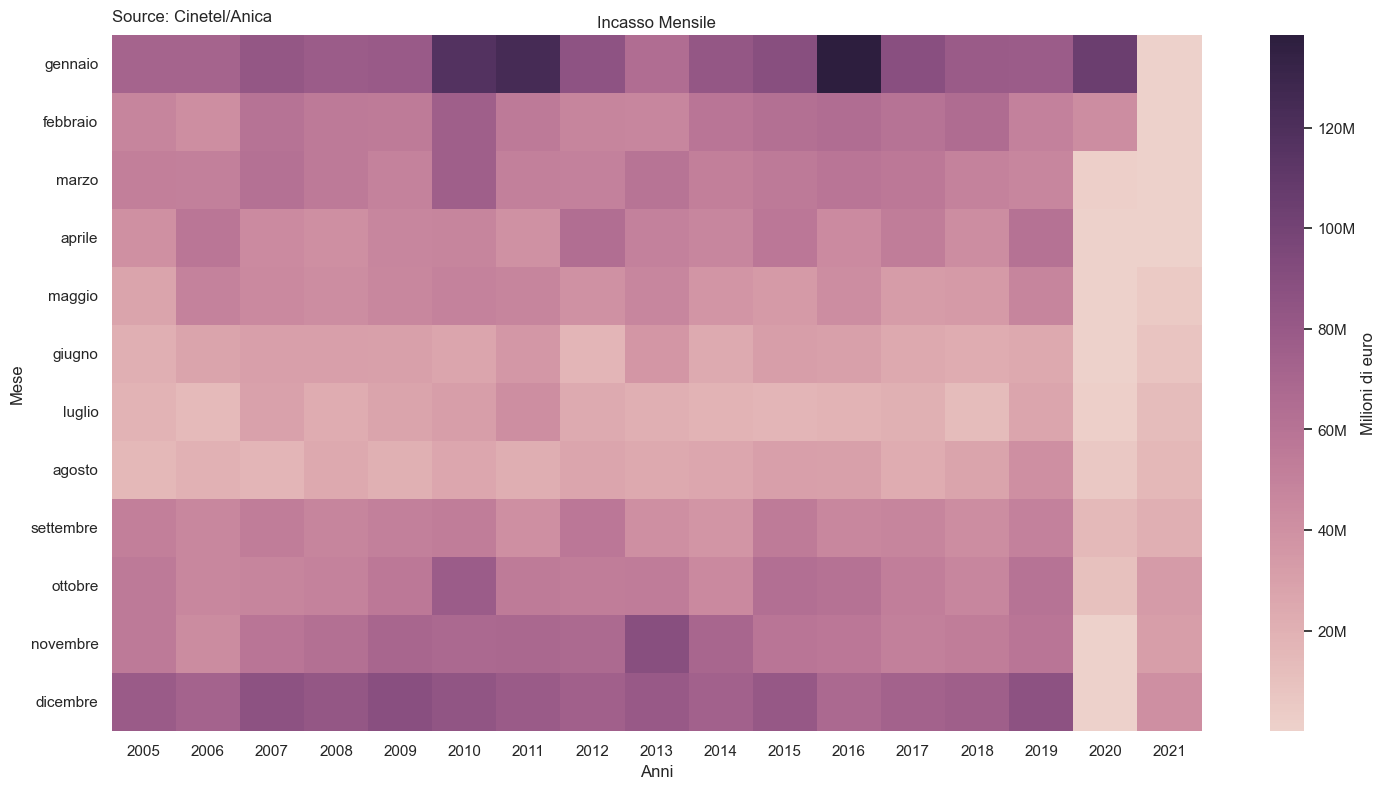 Source: Cinetel/Anica
Incasso Mensile
gennaio
febbraio
marzo
aprile
maggio
giugno
luglio
agosto
settembre
ottobre
novembre
dicembre
Mese
2005 2006 2007 2008 2009 2010 2011 2012 2013 2014 2015 2016 2017 2018 2019 2020 2021
Anni
120M
100M
80M
60M
40M
20M
Milioni di euro